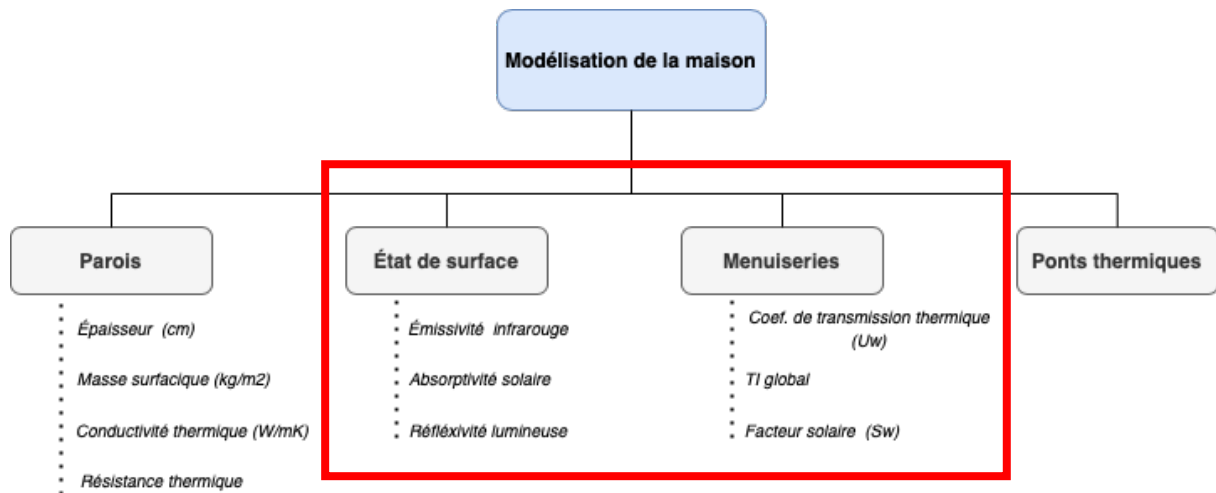 Modélisation de la maison
Parois
État de surface
Menuiseries
Ponts thermiques
Épaisseur (cm)
Masse surfacique (kg/m2)
Conductivité thermique (W/mK)
Résistance thermique
Émissivité infrarouge
Absorptivité solaire
Réfléxivité lumineuse
Coef. de transmission thermique
(Uw)
TI global
Facteur solaire (Sw)